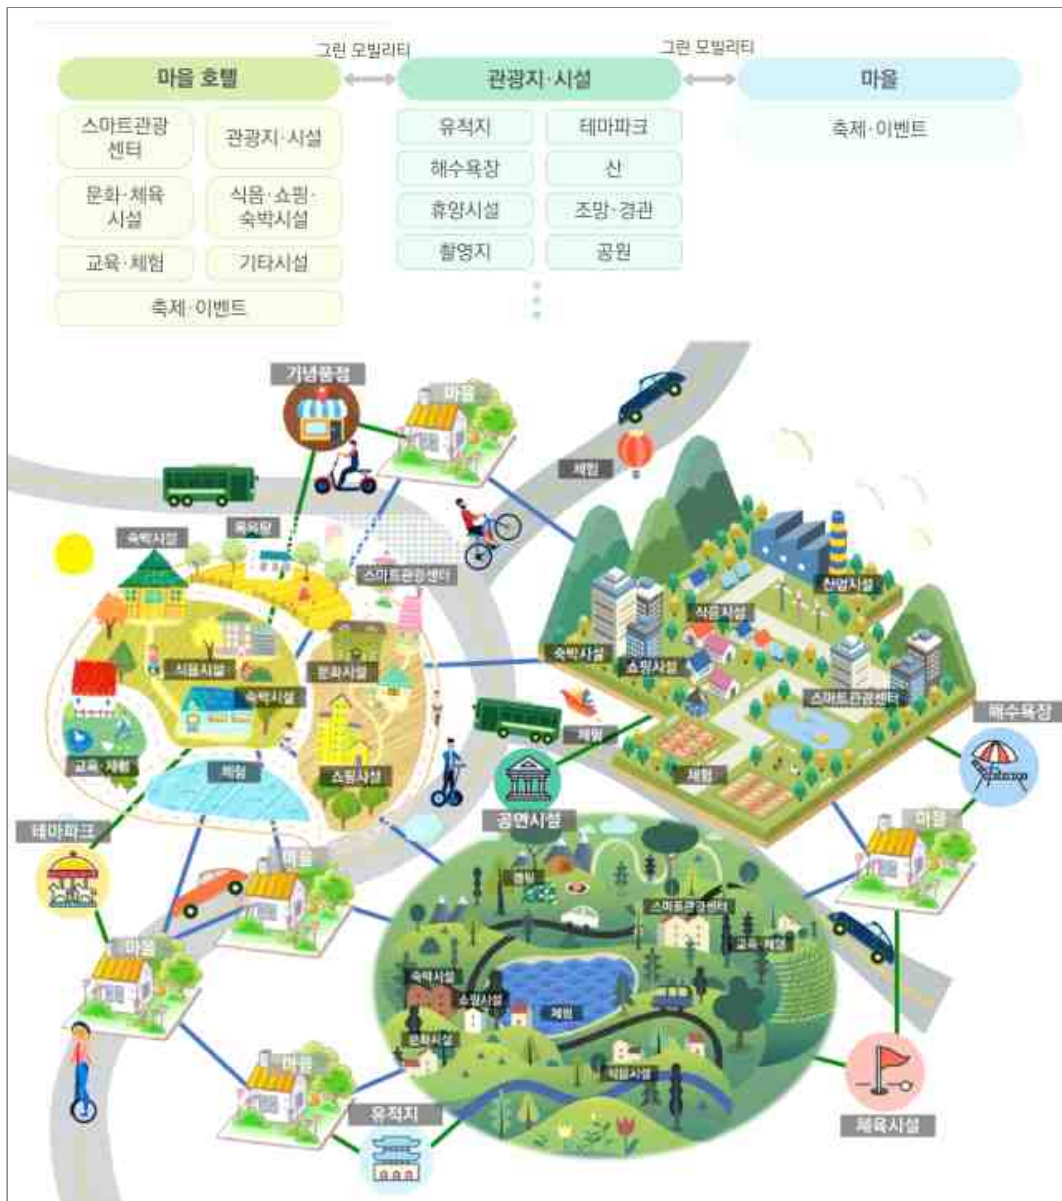 그린 모빌리티
그린 모빌리티
마을 호텔
관광지·시설
마을
스마트관광
센터
관광지·시설
문화·체육
시설
식음·쇼핑·
숙박시설
교육·체험
기타시설
축제·이벤트
유적지
테마파크
해수욕장
산
휴양시설
조망·경관
촬영지
공원
축제·이벤트
기념품점
마을
체험
숙박시설
목욕탕
스마트관광센터
식음시설
문화시설
숙박시설
쇼핑시설
교육·체험
체험
산업시설
식음시설
숙박시설
쇼핑시설
스마트관광센터
체험
체험
해수욕장
공연시설
테마파크
마을
마을
마을
캠핑
스마트관광센터
교육·체험
숙박시설
쇼핑시설
체험
문화시설
식음시설
마을
유적지
체육시설